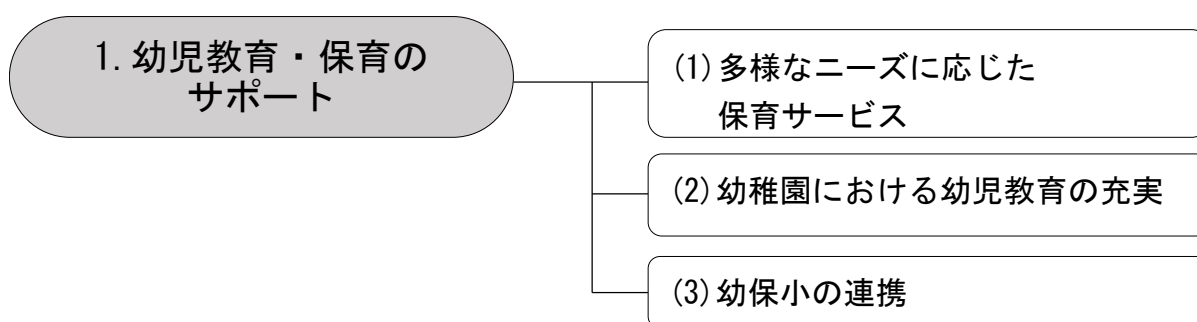 1.幼児教育・保育の
サポート
(1)多様なニーズに応じた
保育サービス
(2)幼稚園における幼児教育の充実
(3)幼保小の連携